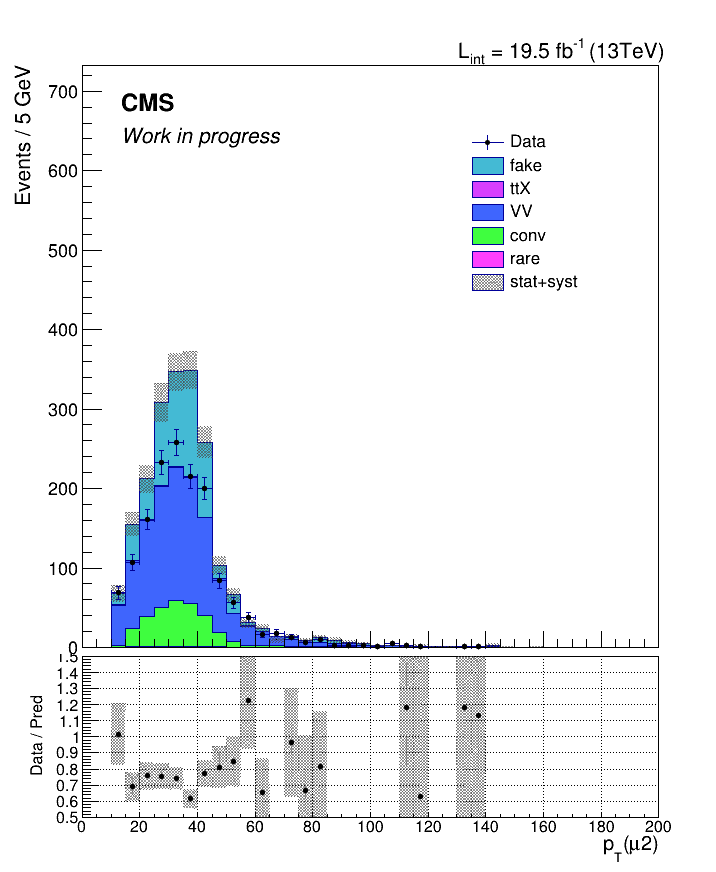 L_int = 19.5 fb^-1 (13TeV)
Events / 5 GeV
700
600
500
400
300
200
100
0
CMS
Work in progress
Data
fake
ttX
VV
conv
rare
stat+syst
Data / Pred
1.5
1.4
1.3
1.2
1.1
1
0.9
0.8
0.7
0.6
0.5
0 20 40 60 80 100 120 140 160 180 200
p_T(μ2)